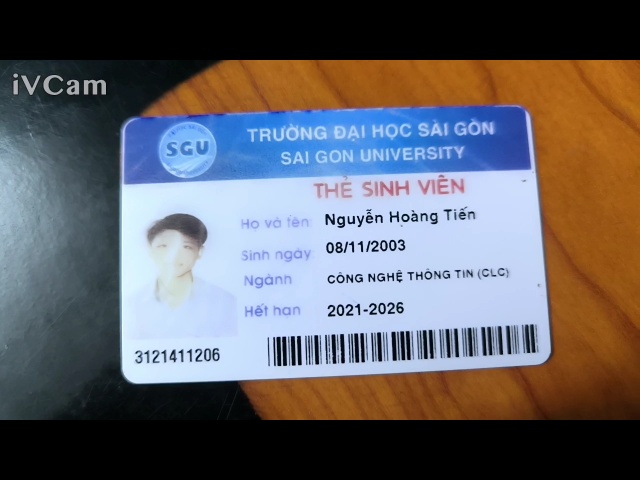 iVCam
SGU
TRƯỜNG ĐẠI HỌC SÀI GÒN
SAI GON UNIVERSITY
THẺ SINH VIÊN
Họ và tên: Nguyễn Hoàng Tiến
Sinh ngày 08/11/2003
Ngành CÔNG NGHỆ THÔNG TIN (CLC)
Hết hạn 2021-2026
3121411206